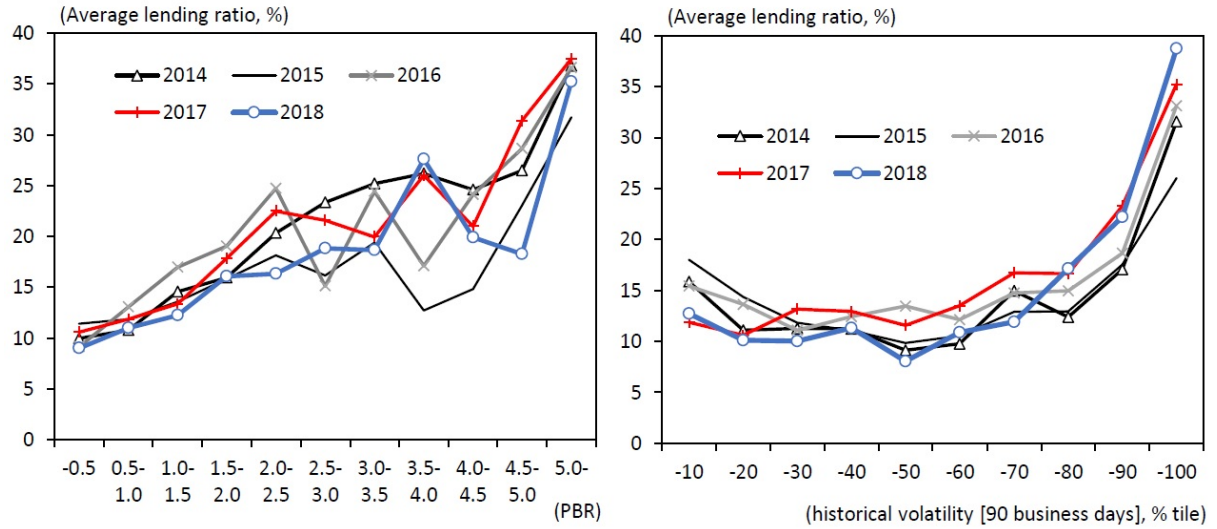 (Average lending ratio, %)
40
35
30
25
20
15
10
5
0
2014 2015 2016
2017 2018
-0.5 0.5- 1.0- 1.5- 2.0- 2.5- 3.0- 3.5- 4.0- 4.5- 5.0-
1.0 1.5 2.0 2.5 3.0 3.5 4.0 4.5 5.0
(PBR)
(Average lending ratio, %)
40
35
30
25
20
15
10
5
0
2014 2015 2016
2017 2018
-10 -20 -30 -40 -50 -60 -70 -80 -90 -100
(historical volatility [90 business days], % tile)